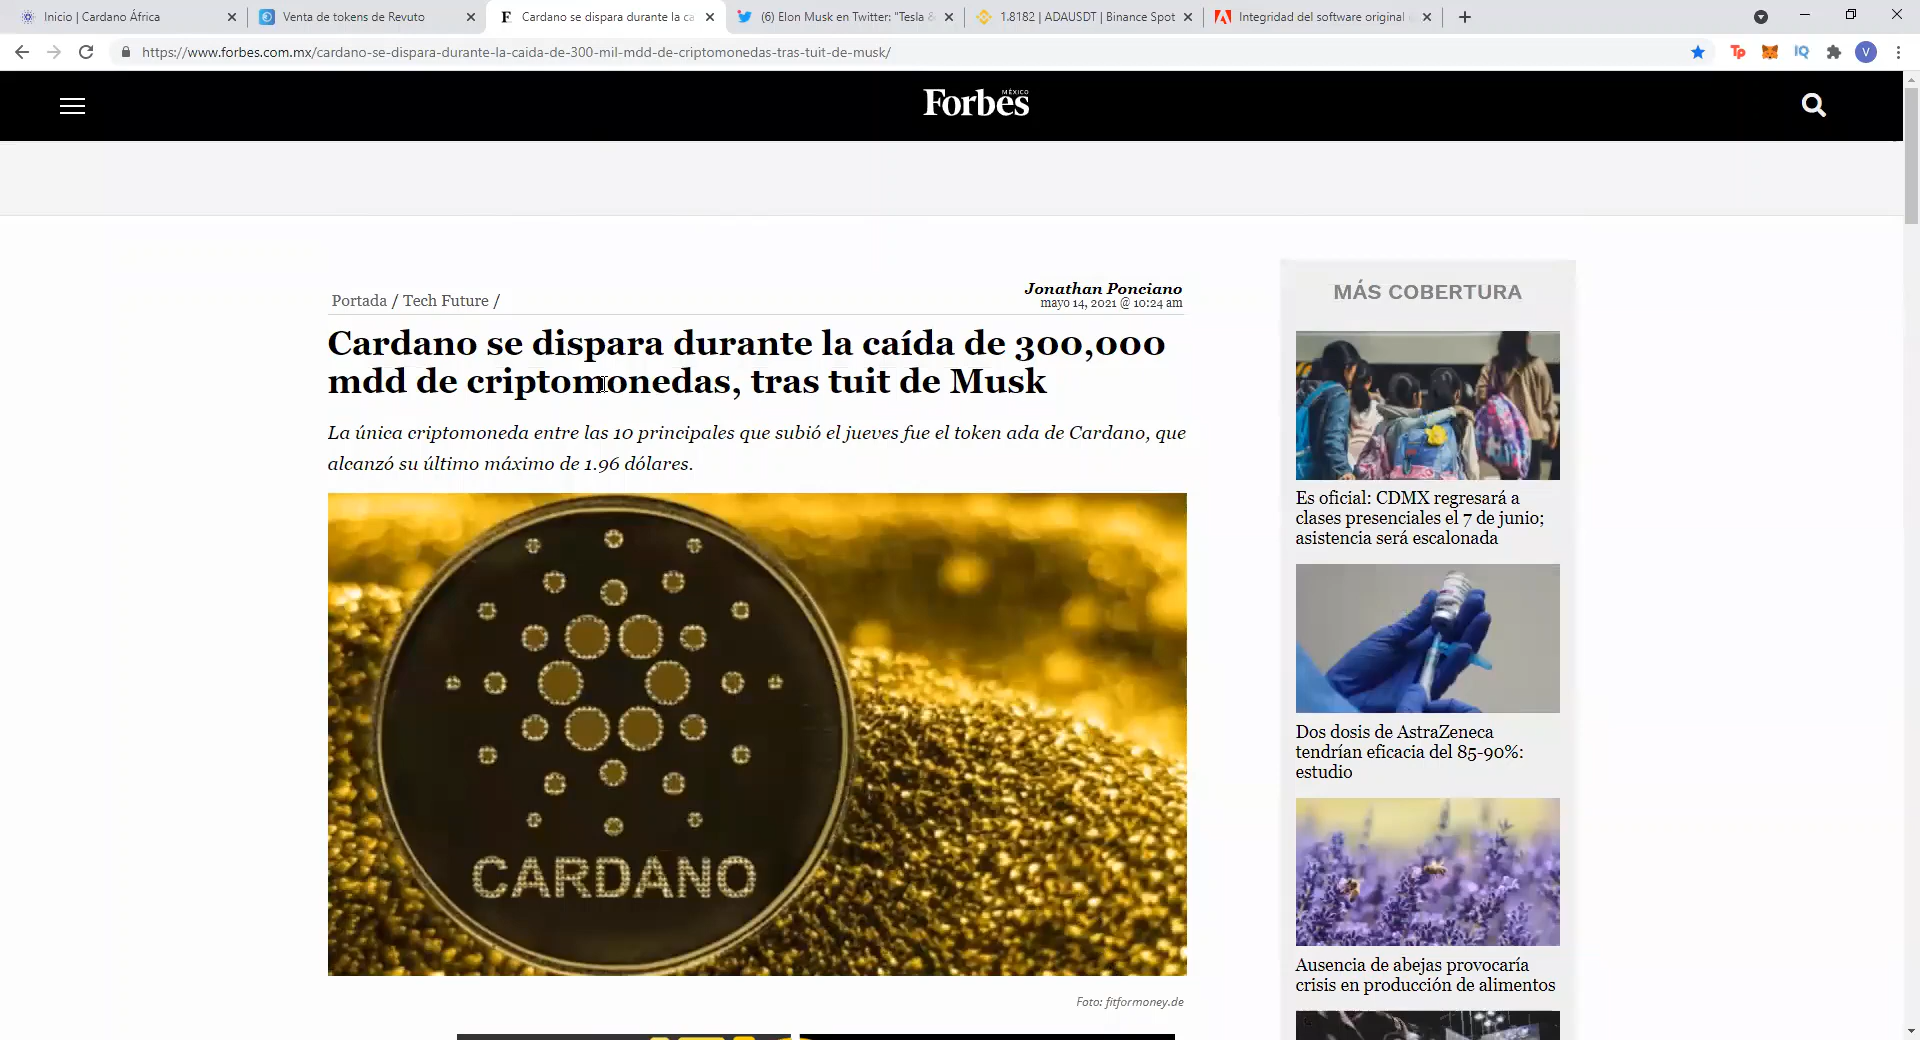 Inicio | Cardano África
Venta de tokens de Revuto
Cardano se dispara durante la ca
(6) Elon Musk en Twitter: "Tesla &
1.8182 | ADAUSDT | Binance Spot
Integridad del software original
https://www.forbes.com.mx/cardano-se-dispara-durante-la-caida-de-300-mil-mdd-de-criptomonedas-tras-tuit-de-musk/
Tp
IQ
V
Forbes
MÉXICO
Portada / Tech Future /
Jonathan Ponciano
mayo 14, 2021 @ 10:24 am
Cardano se dispara durante la caída de 300,000
mdd de criptomonedas, tras tuit de Musk
La única criptomoneda entre las 10 principales que subió el jueves fue el token ada de Cardano, que
alcanzó su último máximo de 1.96 dólares.
CARDANO
Foto: fitformoney.de
MÁS COBERTURA
Es oficial: CDMX regresará a
clases presenciales el 7 de junio;
asistencia será escalonada
Dos dosis de AstraZeneca
tendrían eficacia del 85-90%:
estudio
Ausencia de abejas provocaría
crisis en producción de alimentos